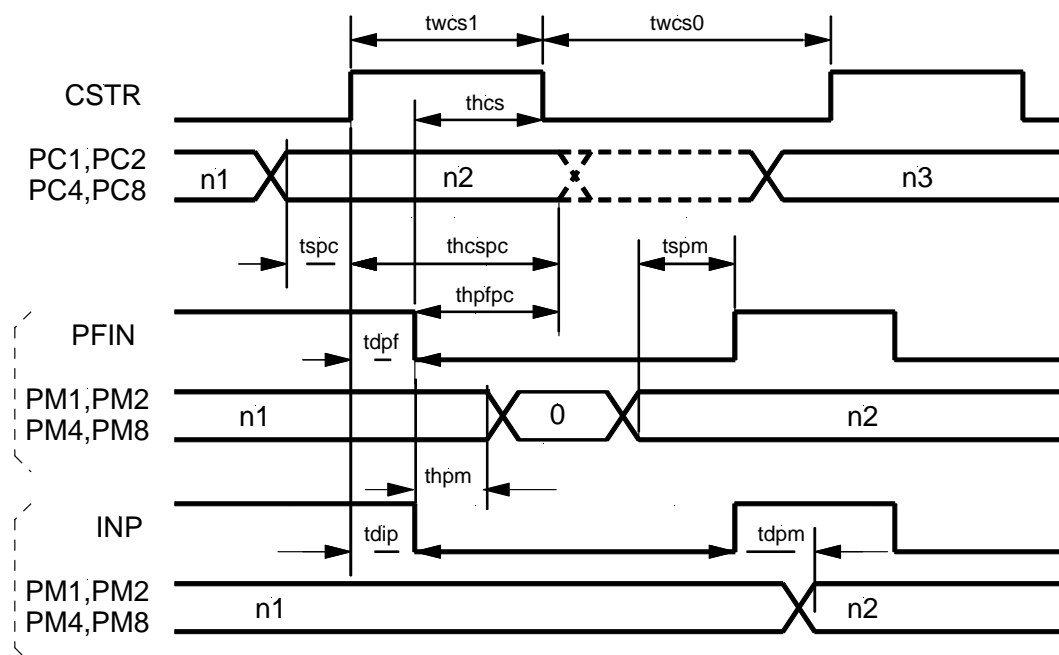 twcs1 twcs0
CSTR
thcs
PC1,PC2
PC4,PC8
n1 n2 n3
tspc thcspc tspm
thpfpc
PFIN
tdpf
PM1,PM2
PM4,PM8
n1 0 n2
thpm
INP
tdip tdpm
PM1,PM2
PM4,PM8
n1 n2